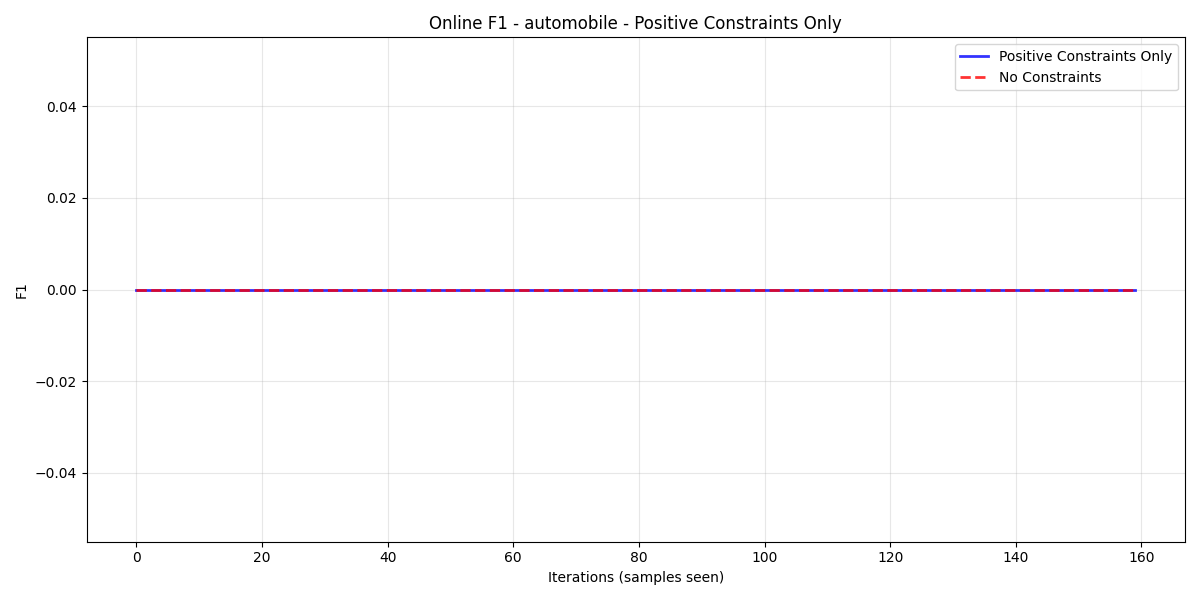 Online F1 - automobile - Positive Constraints Only
Positive Constraints Only
No Constraints
0.04
0.02
0.00
−0.02
−0.04
F1
0 20 40 60 80 100 120 140 160
Iterations (samples seen)